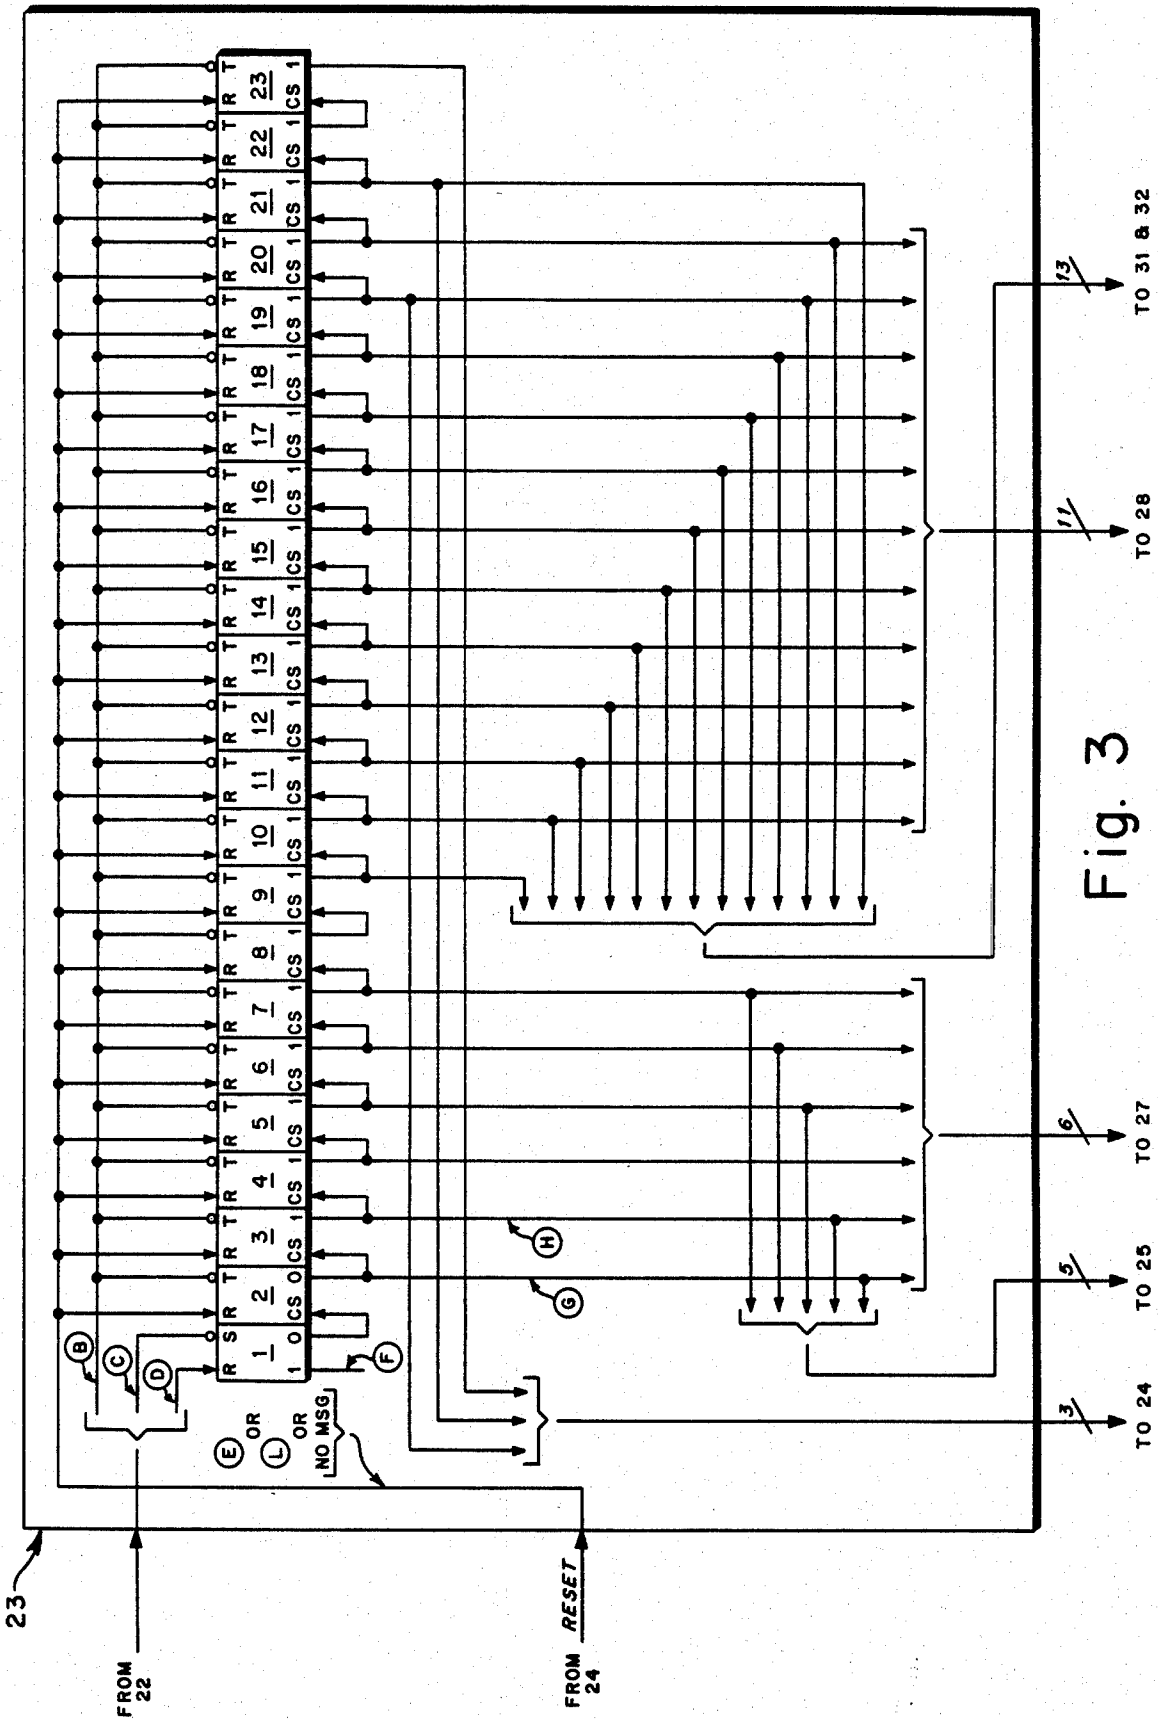 23
FROM
22
B
C
D
R S R T R T R T R T R T R T R T R T R T R T R T R T R T R T R T R T R T R T R T R T R T R T
1 2 3 4 5 6 7 8 9 10 11 12 13 14 15 16 17 18 19 20 21 22 23
1 0 CS 0 CS 1 CS 1 CS 1 CS 1 CS 1 CS 1 CS 1 CS 1 CS 1 CS 1 CS 1 CS 1 CS 1 CS 1 CS 1 CS 1 CS 1 CS 1 CS 1 CS 1 CS 1
E OR
L OR
NO MSG
F
H
G
FROM RESET
24
3 5 6 11 13
TO 24 TO 25 TO 27 TO 28 TO 31 & 32
Fig. 3